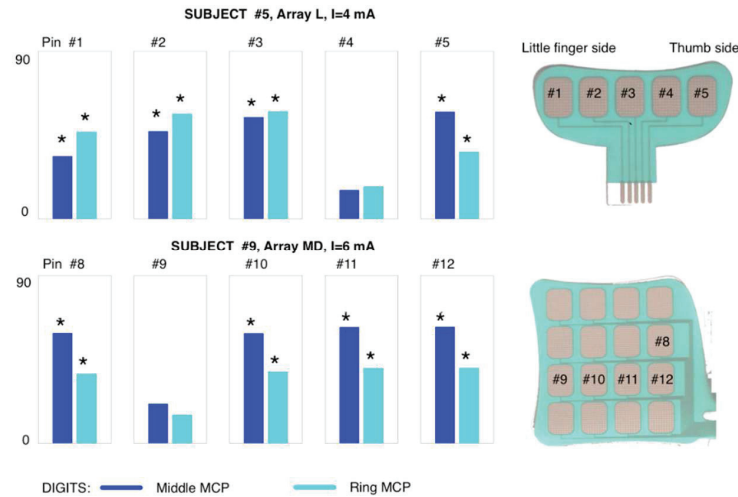 SUBJECT #5, Array L, I=4 mA
Pin #1 #2 #3 #4 #5
90
* * * * * * * *
0
Little finger side Thumb side
#1 #2 #3 #4 #5
SUBJECT #9, Array MD, I=6 mA
Pin #8 #9 #10 #11 #12
90
* * * * * * * *
0
#8
#9 #10 #11 #12
DIGITS: Middle MCP Ring MCP